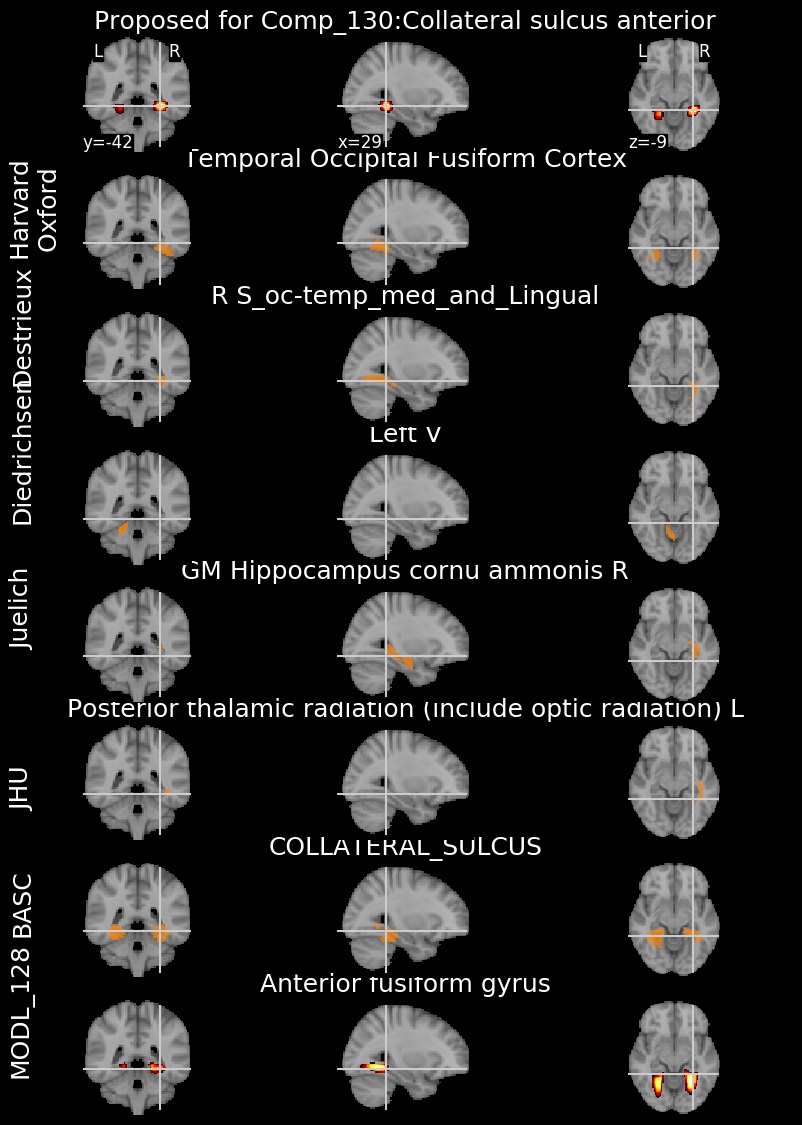 Proposed for Comp_130:Collateral sulcus anterior
L R
L R
y=-42
x=29
z=-9
Temporal Occipital Fusiform Cortex
Harvard
Oxford
R S_oc-temp_med_and_Lingual
Destrieux
Left V
Diedrichsen
GM Hippocampus cornu ammonis R
Juelich
Posterior thalamic radiation (include optic radiation) L
JHU
COLLATERAL_SULCUS
BASC
Anterior fusiform gyrus
MODL_128